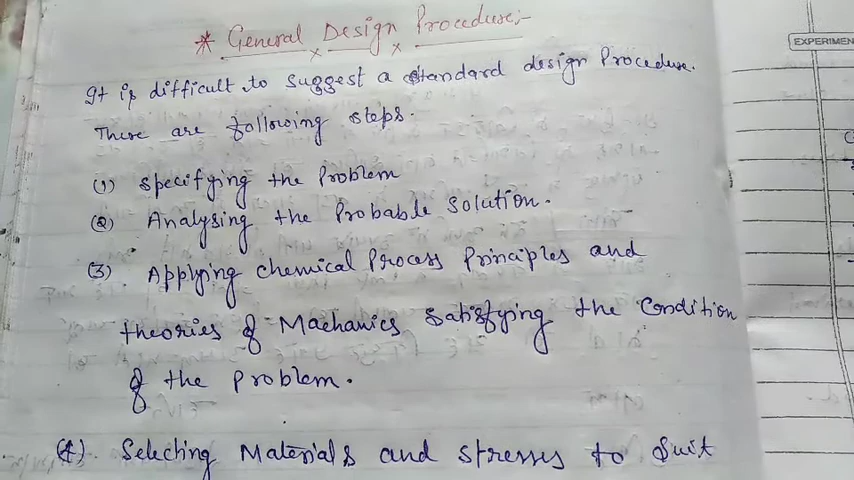 * General Design Procedure:-
It is difficult to suggest a standard design Procedure.
There are following steps.
(1) Specifying the Problem
(2) Analysing the Probable Solution.
(3) Applying chemical Process Principles and
theories of Machanics Satisfying the Condition
of the problem.
(4) Selecting Materials and stresses to Suit
EXPERIMEN